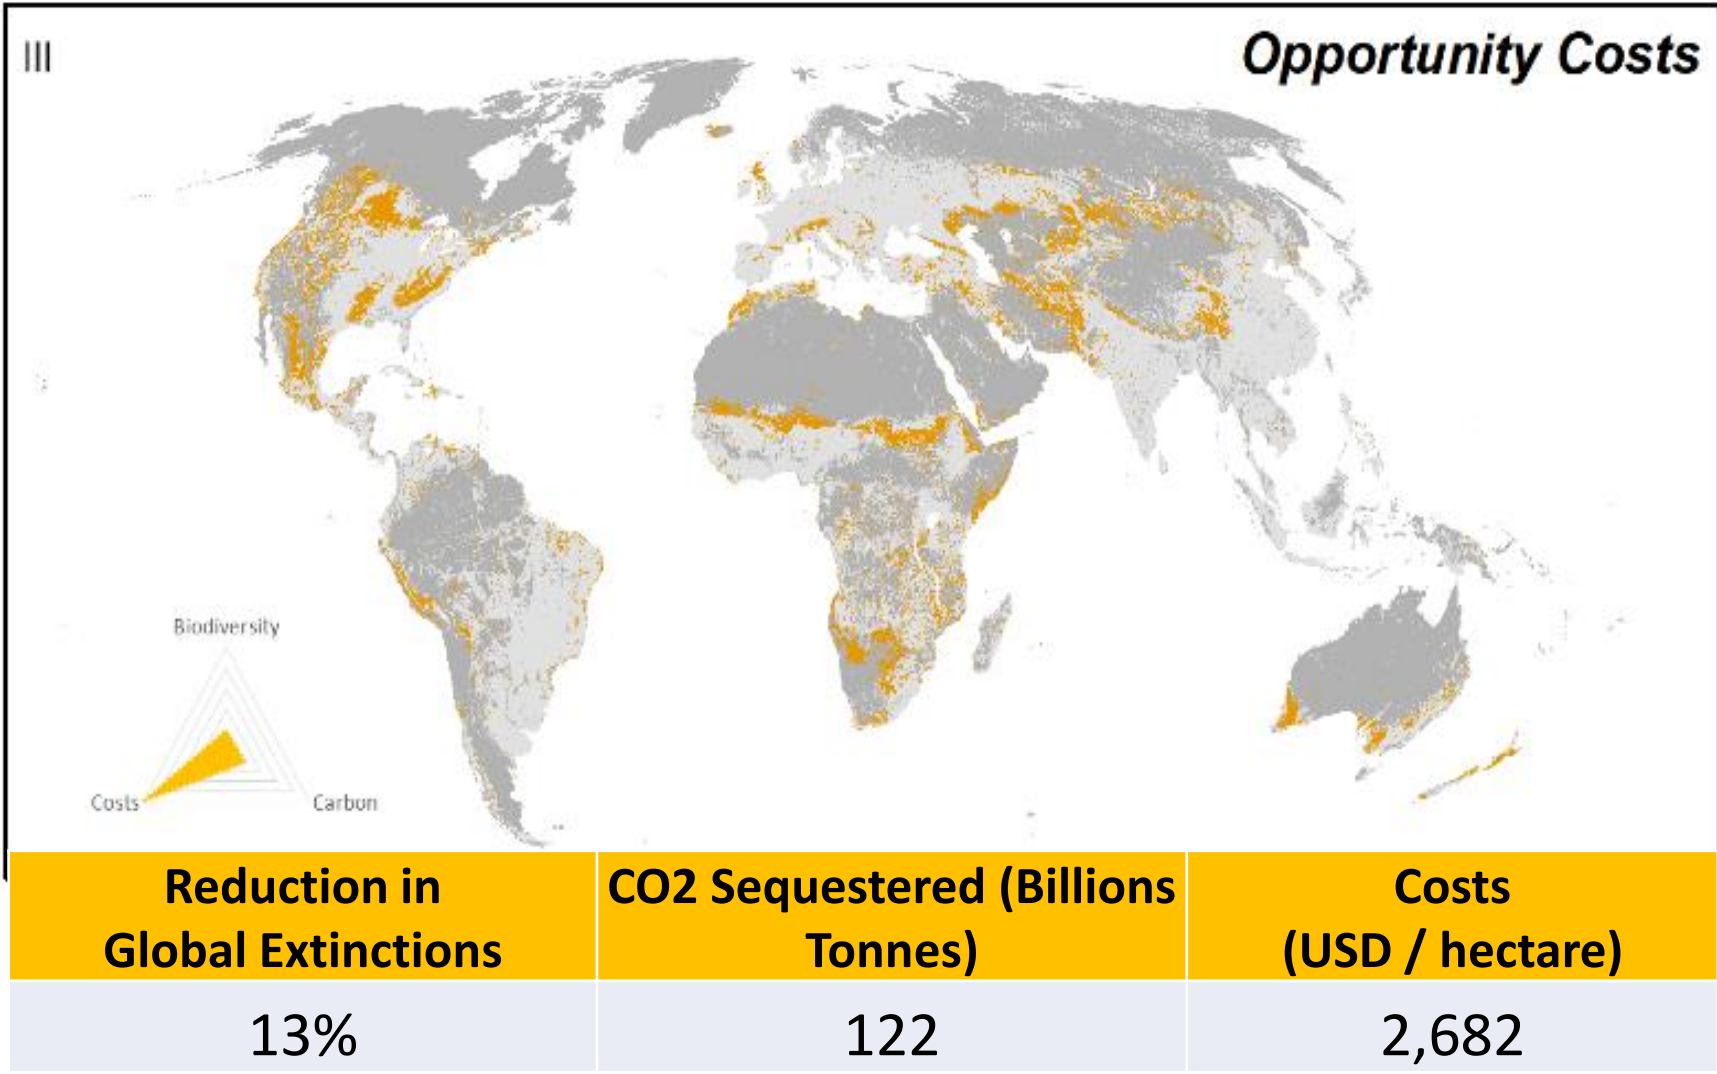 III
Opportunity Costs
Biodiversity
Costs
Carbon
Reduction in
Global Extinctions
CO2 Sequestered (Billions
Tonnes)
Costs
(USD / hectare)
13%
122
2,682